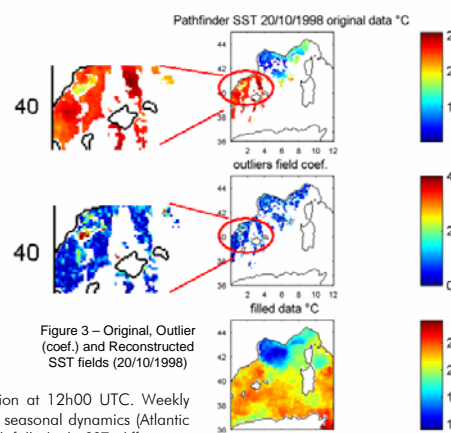 Pathfinder SST 20/10/1998 original data °C
44
42
40
38
36
2 4 6 8 10 12
40
outliers field coef.
44
42
40
38
36
2 4 6 8 10 12
40
4
0
filled data °C
44
42
40
38
36
Figure 3 – Original, Outlier
(coef.) and Reconstructed
SST fields (20/10/1998)
ion at 12h00 UTC. Weekly
seasonal dynamics (Atlantic